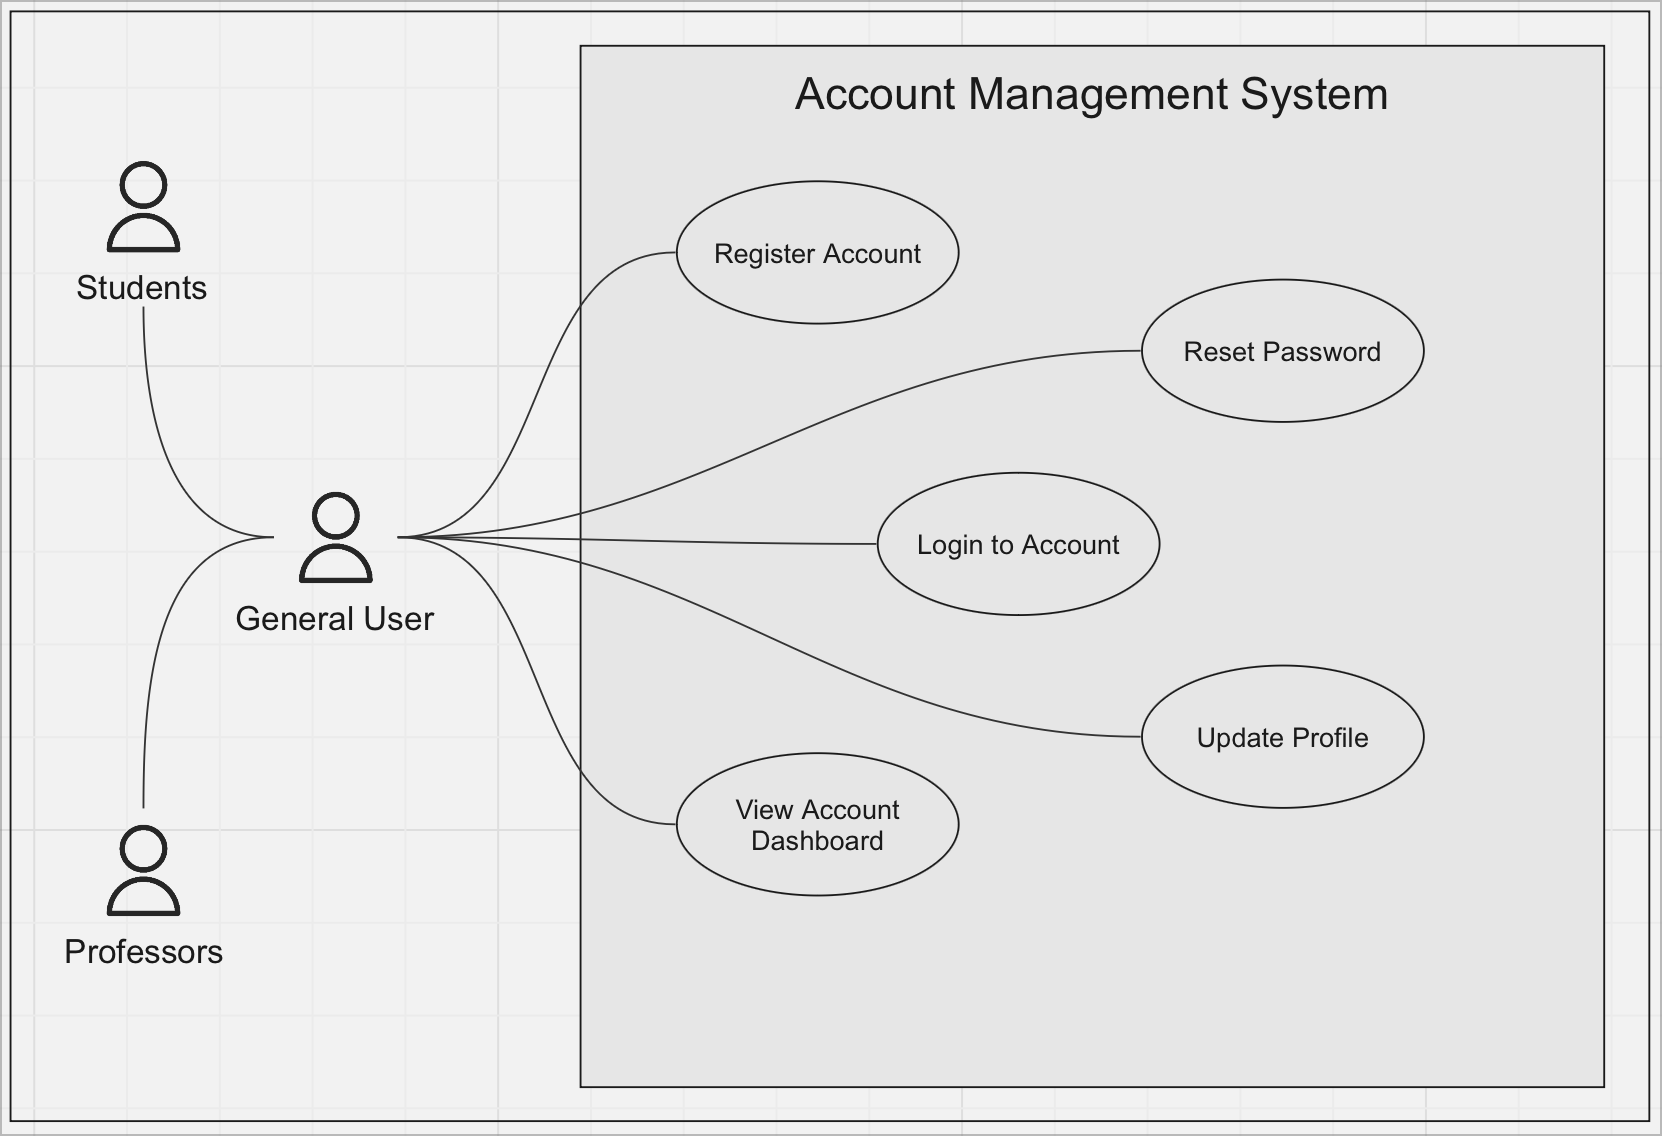 Account Management System
Students
Register Account
Reset Password
Login to Account
General User
Update Profile
View Account
Dashboard
Professors